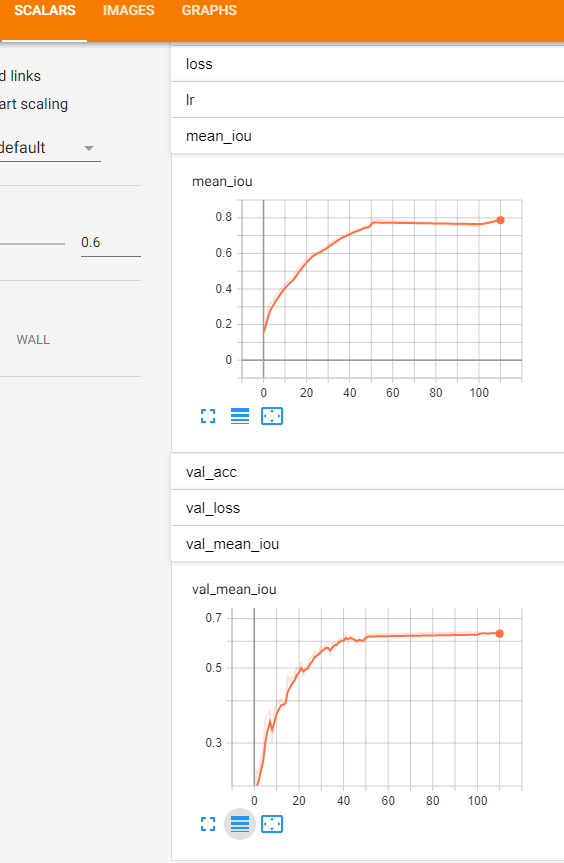 SCALARS IMAGES GRAPHS
d links
art scaling
default
0.6
WALL
loss
lr
mean_iou
mean_iou
0.8
0.6
0.4
0.2
0
0 20 40 60 80 100
val_acc
val_loss
val_mean_iou
val_mean_iou
0.7
0.5
0.3
0 20 40 60 80 100